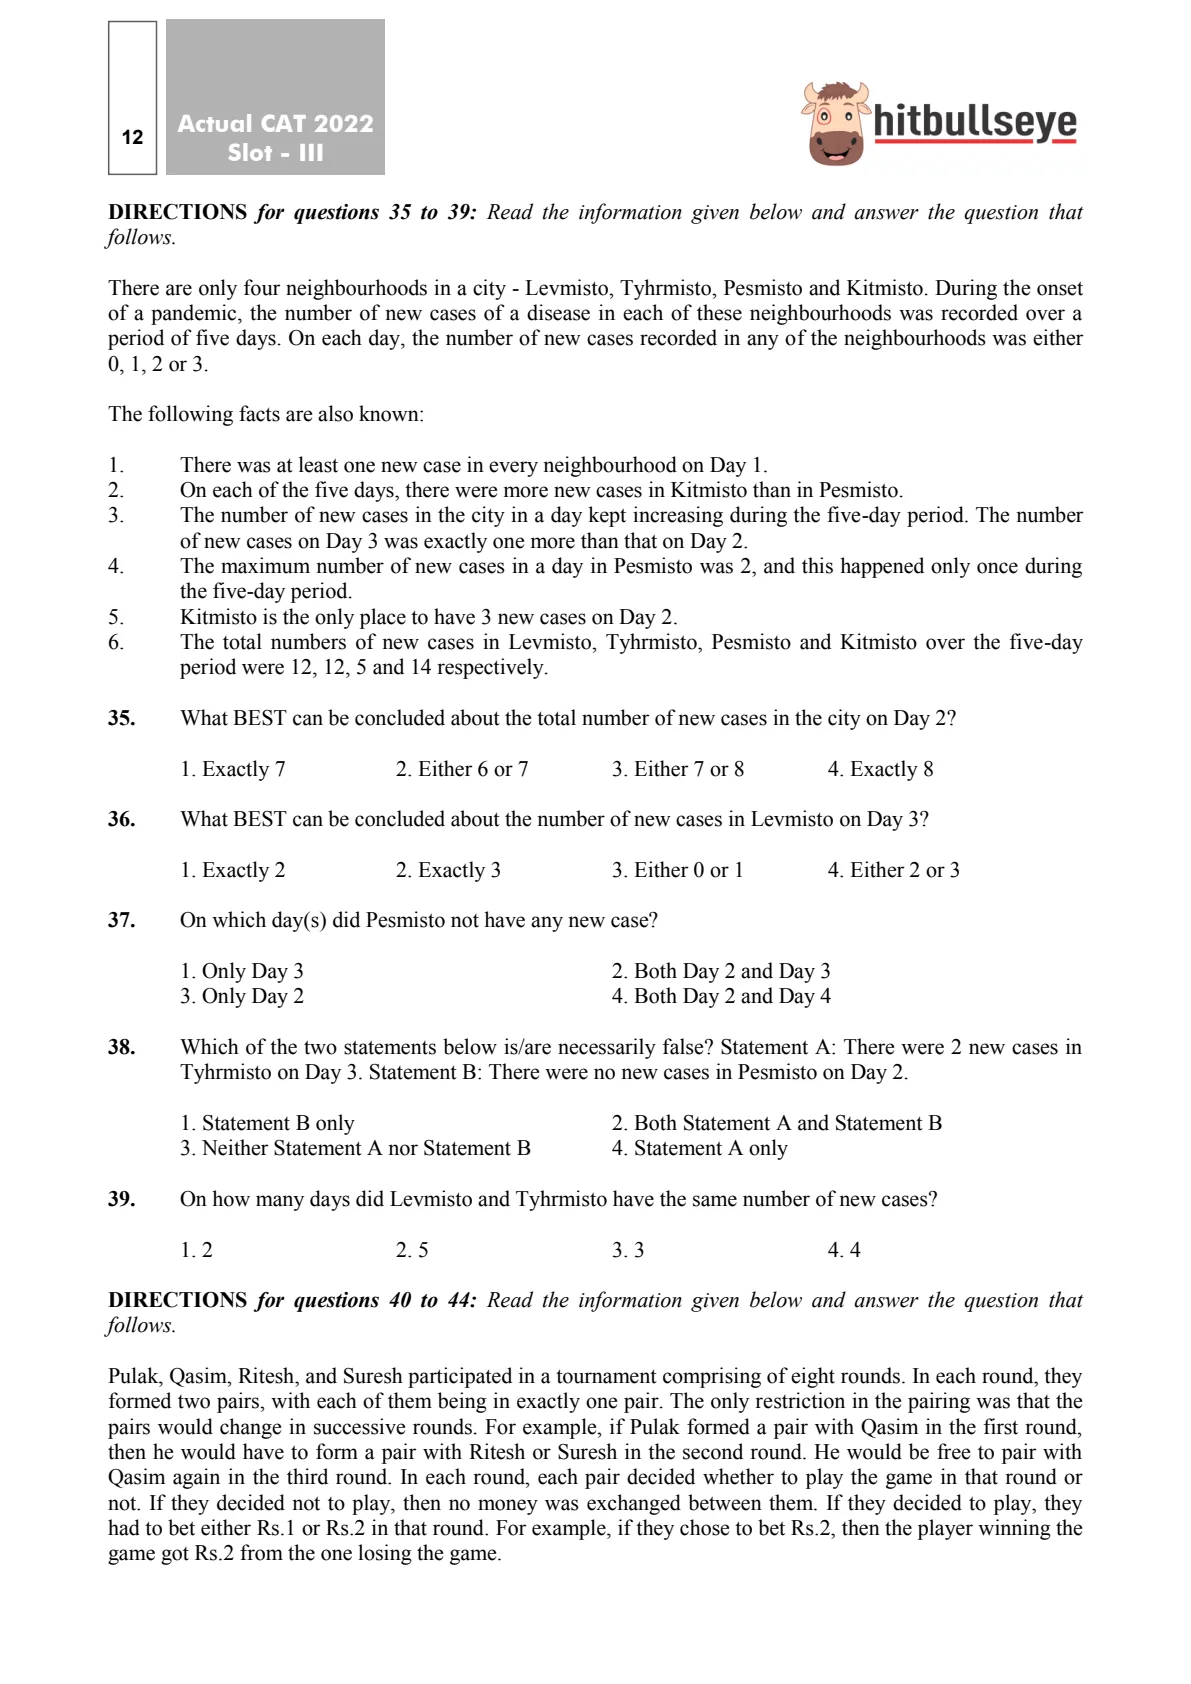 12
Actual CAT 2022
Slot - III
hitbullseye
DIRECTIONS for questions 35 to 39: Read the information given below and answer the question that
follows.
There are only four neighbourhoods in a city - Levmisto, Tyhrmisto, Pesmisto and Kitmisto. During the onset
of a pandemic, the number of new cases of a disease in each of these neighbourhoods was recorded over a
period of five days. On each day, the number of new cases recorded in any of the neighbourhoods was either
0, 1, 2 or 3.
The following facts are also known:
1. There was at least one new case in every neighbourhood on Day 1.
2. On each of the five days, there were more new cases in Kitmisto than in Pesmisto.
3. The number of new cases in the city in a day kept increasing during the five-day period. The number
of new cases on Day 3 was exactly one more than that on Day 2.
4. The maximum number of new cases in a day in Pesmisto was 2, and this happened only once during
the five-day period.
5. Kitmisto is the only place to have 3 new cases on Day 2.
6. The total numbers of new cases in Levmisto, Tyhrmisto, Pesmisto and Kitmisto over the five-day
period were 12, 12, 5 and 14 respectively.
35. What BEST can be concluded about the total number of new cases in the city on Day 2?
1. Exactly 7 2. Either 6 or 7 3. Either 7 or 8 4. Exactly 8
36. What BEST can be concluded about the number of new cases in Levmisto on Day 3?
1. Exactly 2 2. Exactly 3 3. Either 0 or 1 4. Either 2 or 3
37. On which day(s) did Pesmisto not have any new case?
1. Only Day 3 2. Both Day 2 and Day 3
3. Only Day 2 4. Both Day 2 and Day 4
38. Which of the two statements below is/are necessarily false? Statement A: There were 2 new cases in
Tyhrmisto on Day 3. Statement B: There were no new cases in Pesmisto on Day 2.
1. Statement B only 2. Both Statement A and Statement B
3. Neither Statement A nor Statement B 4. Statement A only
39. On how many days did Levmisto and Tyhrmisto have the same number of new cases?
1. 2 2. 5 3. 3 4. 4
DIRECTIONS for questions 40 to 44: Read the information given below and answer the question that
follows.
Pulak, Qasim, Ritesh, and Suresh participated in a tournament comprising of eight rounds. In each round, they
formed two pairs, with each of them being in exactly one pair. The only restriction in the pairing was that the
pairs would change in successive rounds. For example, if Pulak formed a pair with Qasim in the first round,
then he would have to form a pair with Ritesh or Suresh in the second round. He would be free to pair with
Qasim again in the third round. In each round, each pair decided whether to play the game in that round or
not. If they decided not to play, then no money was exchanged between them. If they decided to play, they
had to bet either Rs.1 or Rs.2 in that round. For example, if they chose to bet Rs.2, then the player winning the
game got Rs.2 from the one losing the game.